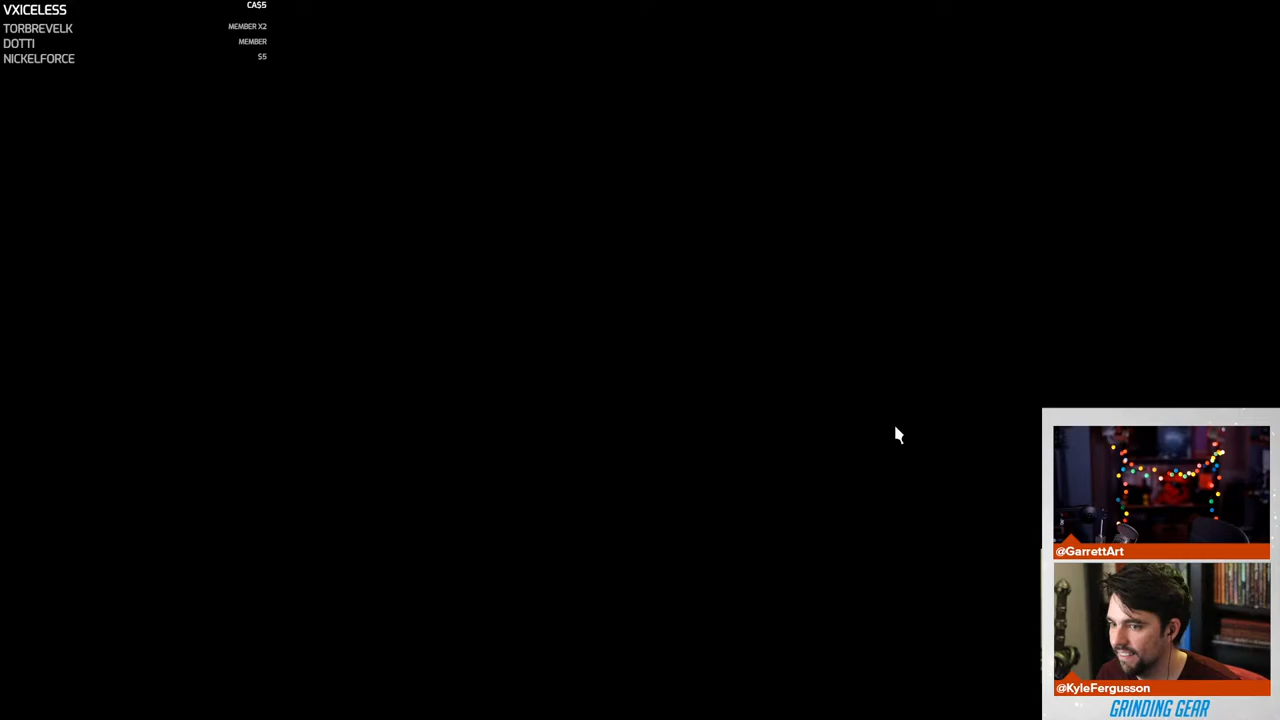 VXICELESS CA$5
TORBREVELK MEMBER X2
DOTTI MEMBER
NICKELFORCE $5
@GarrettArt
@KyleFergusson
GRINDING GEAR